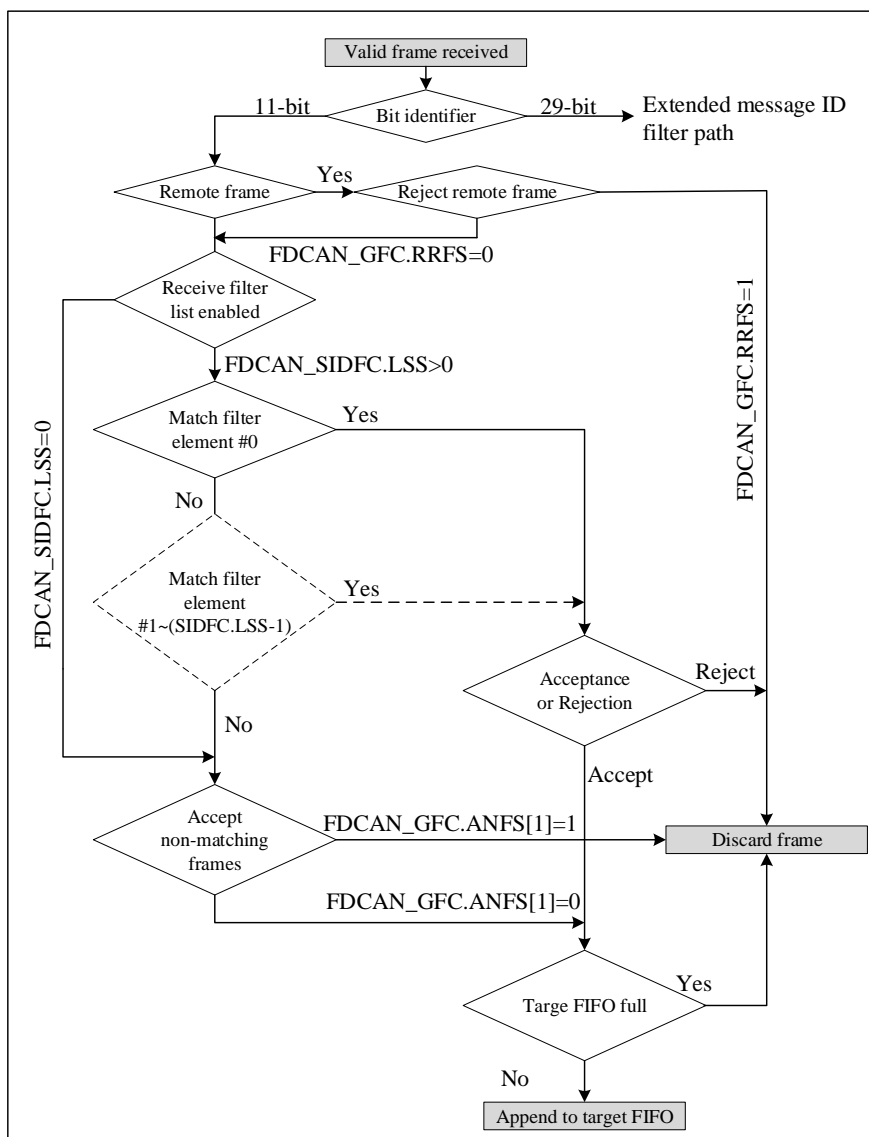 Valid frame received
11-bit
Bit identifier
29-bit
Extended message ID
filter path
Remote frame
Yes
Reject remote frame
FDCAN_GFC.RRFS=0
FDCAN_GFC.RRFS=1
Receive filter
list enabled
FDCAN_SIDFC.LSS>0
FDCAN_SIDFC.LSS=0
Match filter
element #0
Yes
No
Match filter
element
#1~(SIDFC.LSS-1)
Yes
No
Acceptance
or Rejection
Reject
Accept
Accept
non-matching
frames
FDCAN_GFC.ANFS[1]=1
Discard frame
FDCAN_GFC.ANFS[1]=0
Targe FIFO full
Yes
No
Append to target FIFO